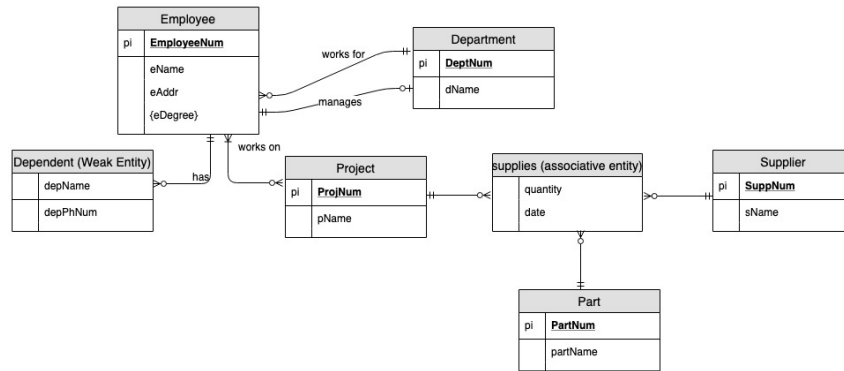 Employee
pi EmployeeNum
eName
eAddr
{eDegree}
works for
manages
Department
pi DeptNum
dName
Dependent (Weak Entity)
depName
depPhNum
has
works on
Project
pi ProjNum
pName
supplies (associative entity)
quantity
date
Supplier
pi SuppNum
sName
Part
pi PartNum
partName